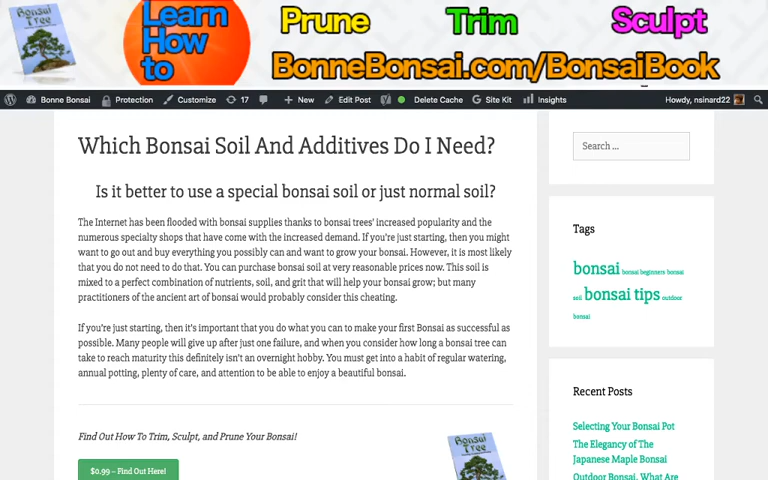 Bonsai Tree
Learn How to
Prune Trim Sculpt
BonneBonsai.com/BonsaiBook
Bonne Bonsai Protection Customize 17 New Edit Post Delete Cache Site Kit Insights Howdy, nsinard22
Which Bonsai Soil And Additives Do I Need?
Is it better to use a special bonsai soil or just normal soil?
The Internet has been flooded with bonsai supplies thanks to bonsai trees' increased popularity and the
numerous specialty shops that have come with the increased demand. If you're just starting, then you might
want to go out and buy everything you possibly can and want to grow your bonsai. However, it is most likely
that you do not need to do that. You can purchase bonsai soil at very reasonable prices now. This soil is
mixed to a perfect combination of nutrients, soil, and grit that will help your bonsai grow; but many
practitioners of the ancient art of bonsai would probably consider this cheating.
If you're just starting, then it's important that you do what you can to make your first Bonsai as successful as
possible. Many people will give up after just one failure, and when you consider how long a bonsai tree can
take to reach maturity this definitely isn't an overnight hobby. You must get into a habit of regular watering,
annual potting, plenty of care, and attention to be able to enjoy a beautiful bonsai.
Find Out How To Trim, Sculpt, and Prune Your Bonsai!
$0.99 – Find Out Here!
Bonsai Tree
Search …
Tags
bonsai bonsai beginners bonsai
soil bonsai tips outdoor
bonsai
Recent Posts
Selecting Your Bonsai Pot
The Elegancy of The
Japanese Maple Bonsai
Outdoor Bonsai, What Are